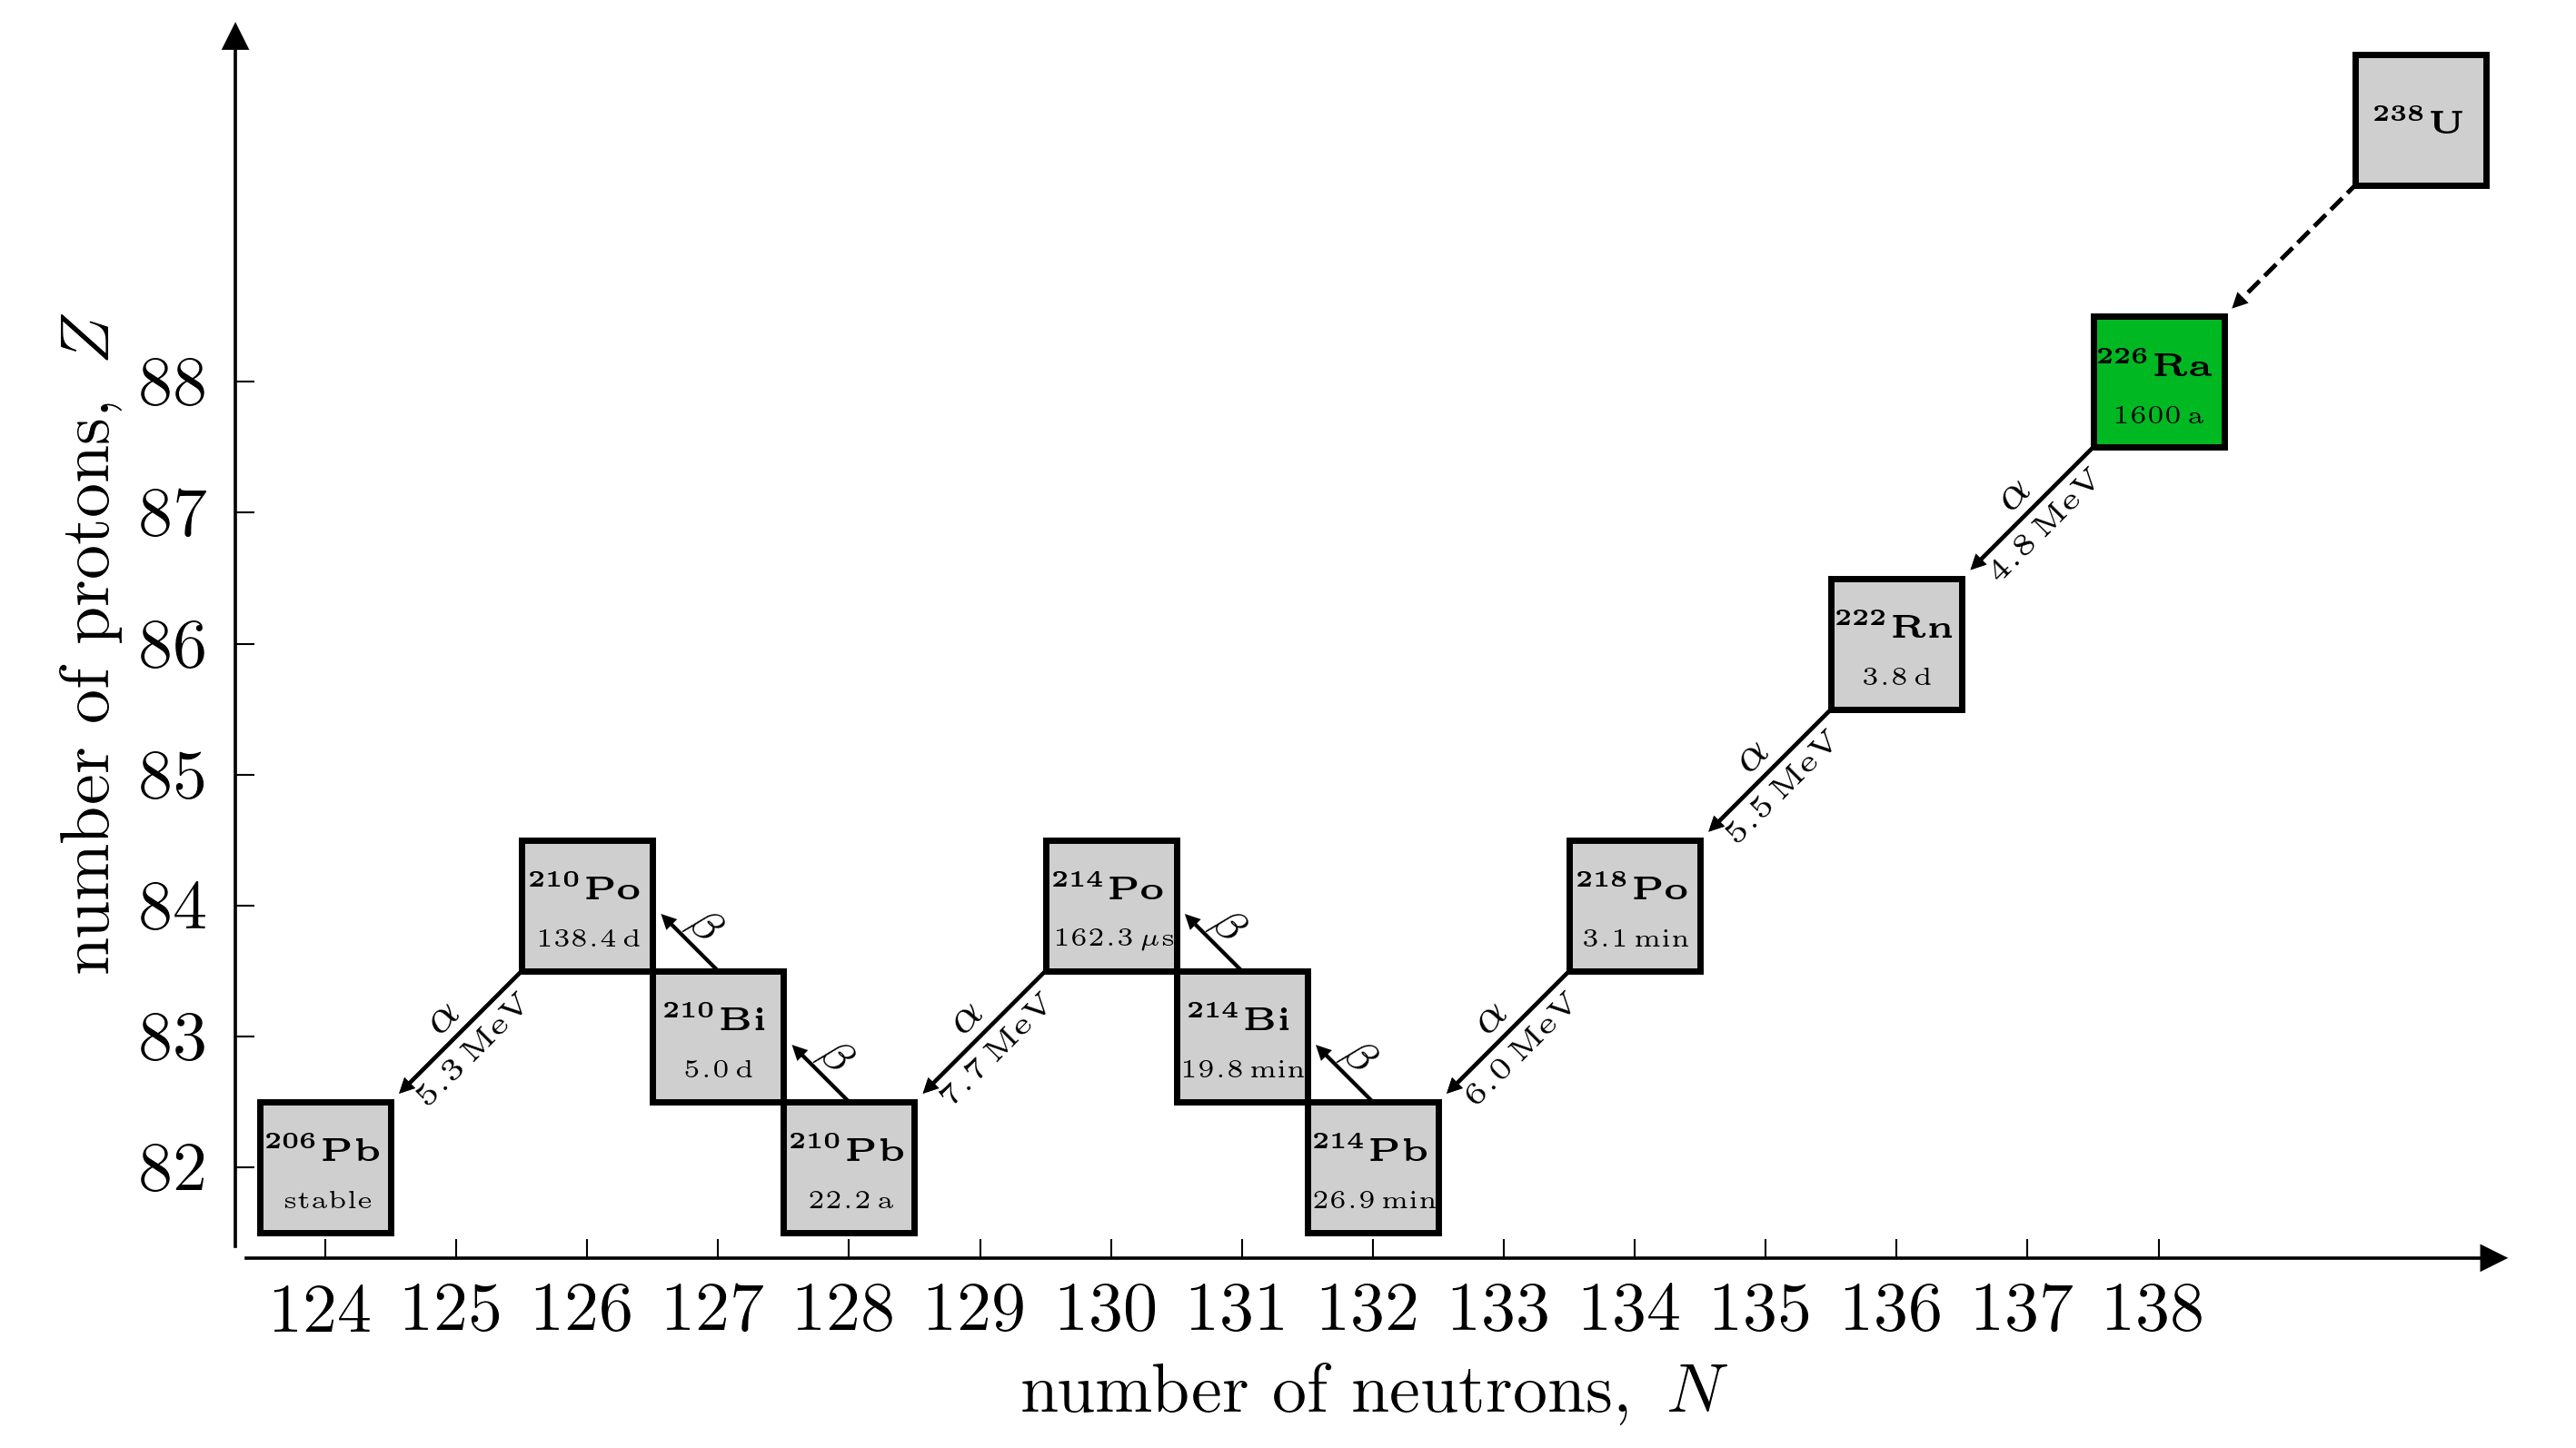 ²³⁸U
number of protons, Z
88
²²⁶Ra
1600 a
α
4.8 MeV
87
86
²²²Rn
3.8 d
α
5.5 MeV
85
84
²¹⁰Po
138.4 d
β
²¹⁴Po
162.3 μs
β
²¹⁸Po
3.1 min
83
α
5.3 MeV
²¹⁰Bi
5.0 d
β
α
7.7 MeV
²¹⁴Bi
19.8 min
β
α
6.0 MeV
82
²⁰⁶Pb
stable
²¹⁰Pb
22.2 a
²¹⁴Pb
26.9 min
124 125 126 127 128 129 130 131 132 133 134 135 136 137 138
number of neutrons, N